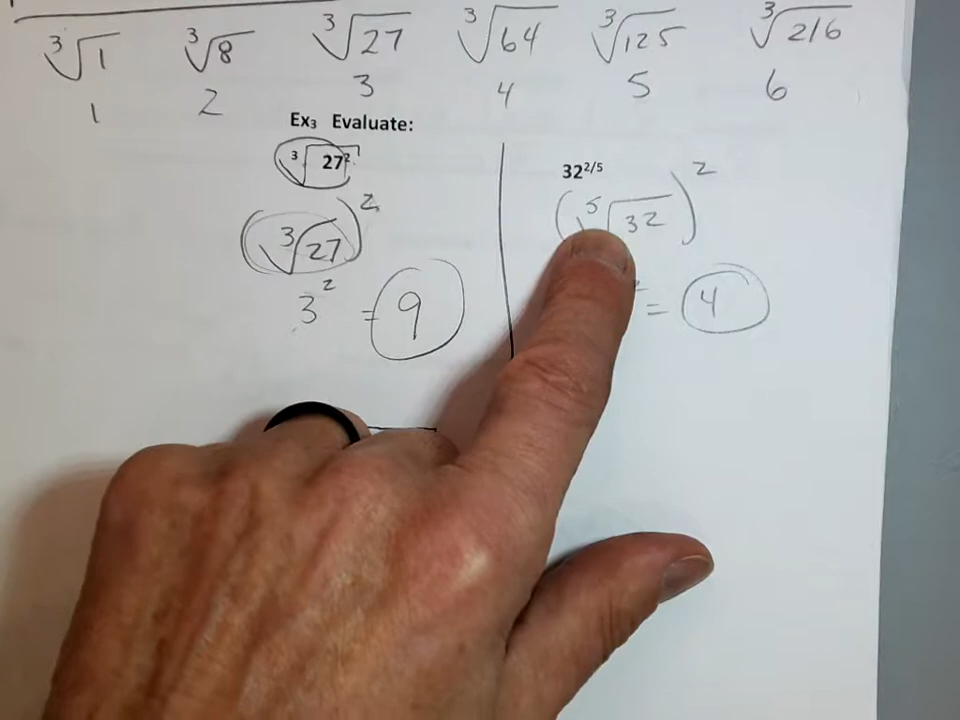 ∛1 ∛8 ∛27 ∛64 ∛125 ∛216
1 2 3 4 5 6
Ex₃ Evaluate:
∛27² 32^{2/5}
(∛27)² (⁵√32)²
3² = 9 ² = 4